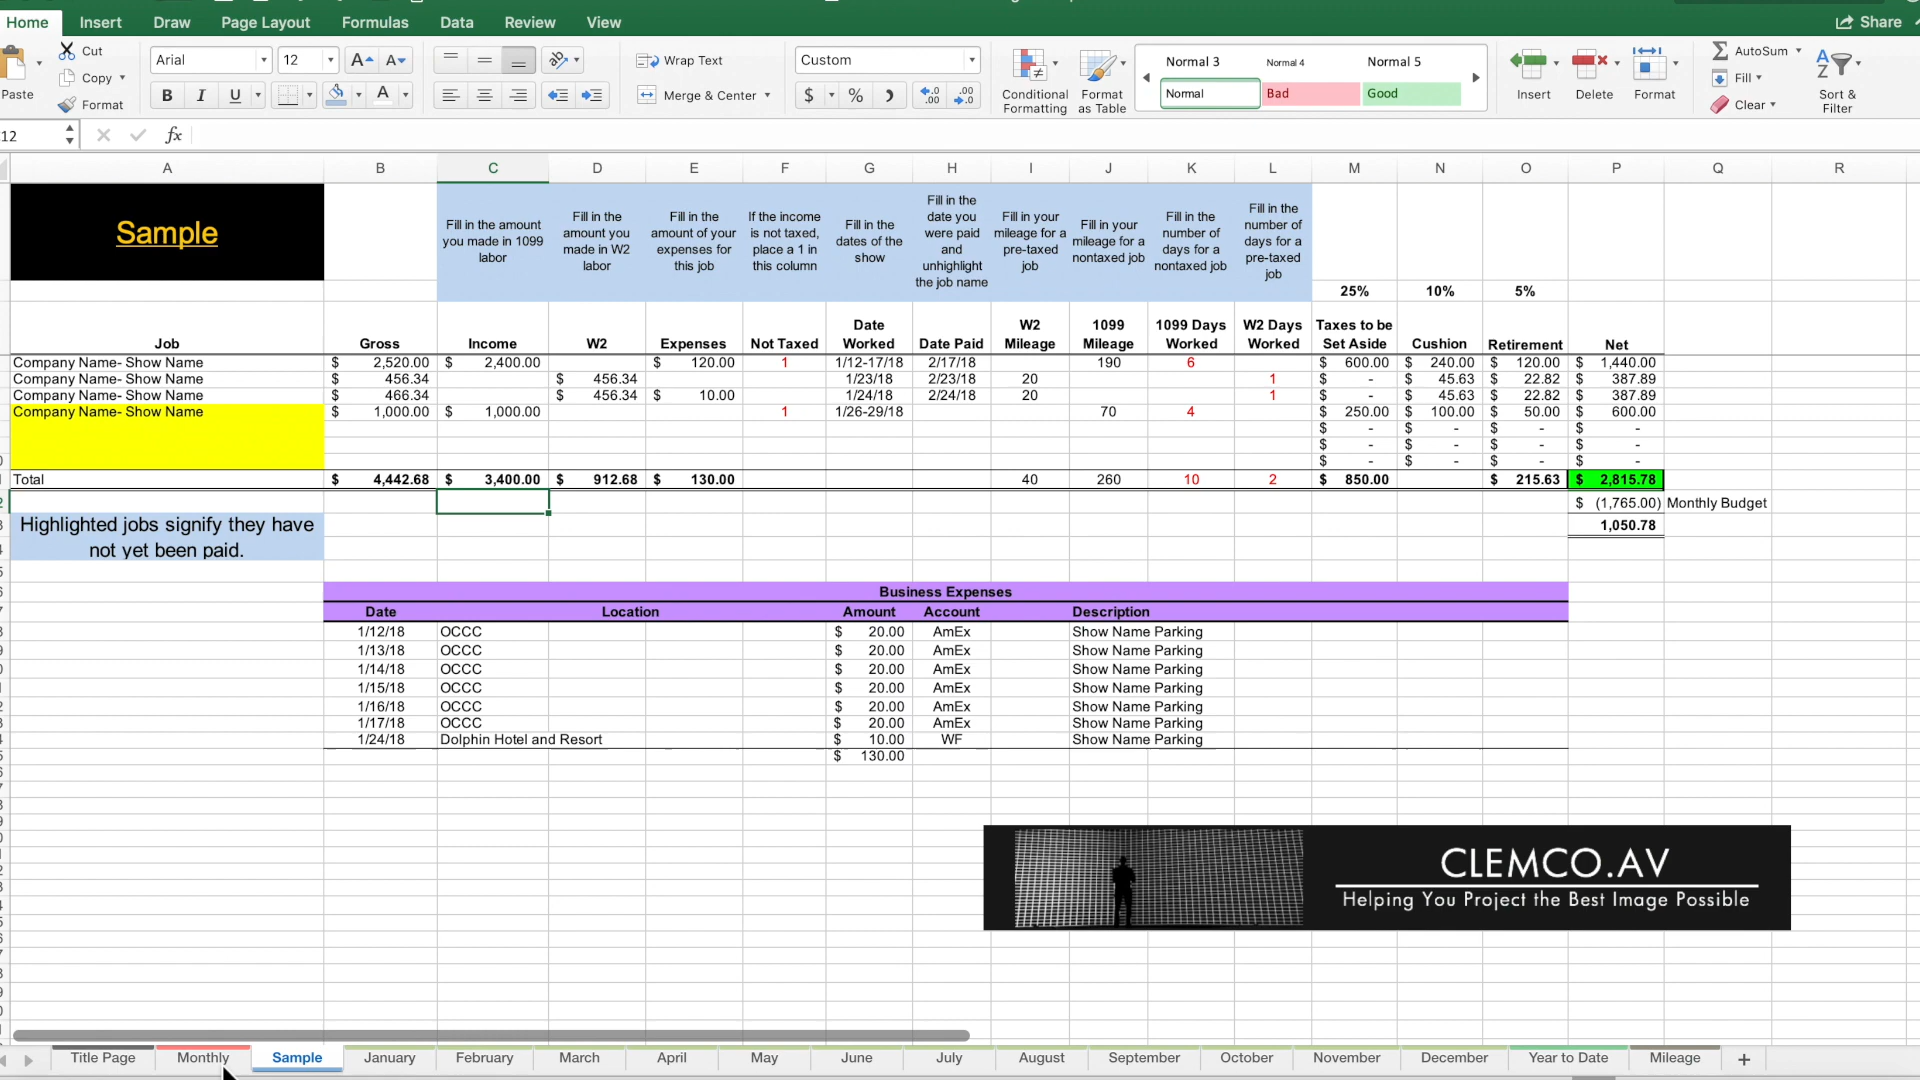 Home Insert Draw Page Layout Formulas Data Review View Share
Cut
Copy
Format
Paste
Arial 12 A A
B I U A
Wrap Text
Merge & Center
Custom
$ % )
Conditional Formatting
Format as Table
Normal 3 Normal 4 Normal 5
Normal Bad Good
Insert Delete Format
AutoSum
Fill
Clear
Sort & Filter
12 fx
A B C D E F G H I J K L M N O P Q R
Sample
Fill in the amount you made in 1099 labor
Fill in the amount you made in W2 labor
Fill in the amount of your expenses for this job
If the income is not taxed, place a 1 in this column
Fill in the dates of the show
Fill in the date you were paid and unhighlight the job name
Fill in your mileage for a pre-taxed job
Fill in your mileage for a nontaxed job
Fill in the number of days for a nontaxed job
Fill in the number of days for a pre-taxed job
25% 10% 5%
Job Gross Income W2 Expenses Not Taxed Date Worked Date Paid W2 Mileage 1099 Mileage 1099 Days Worked W2 Days Worked Taxes to be Set Aside Cushion Retirement Net
Company Name- Show Name $ 2,520.00 $ 2,400.00 $ 120.00 1 1/12-17/18 2/17/18 190 6 $ 600.00 $ 240.00 $ 120.00 $ 1,440.00
Company Name- Show Name $ 456.34 $ 456.34 1/23/18 2/23/18 20 1 $ - $ 45.63 $ 22.82 $ 387.89
Company Name- Show Name $ 466.34 $ 456.34 $ 10.00 1/24/18 2/24/18 20 1 $ - $ 45.63 $ 22.82 $ 387.89
Company Name- Show Name $ 1,000.00 $ 1,000.00 1 1/26-29/18 70 4 $ 250.00 $ 100.00 $ 50.00 $ 600.00
$ - $ - $ - $ -
$ - $ - $ - $ -
$ - $ - $ - $ -
Total $ 4,442.68 $ 3,400.00 $ 912.68 $ 130.00 40 260 10 2 $ 850.00 $ 215.63 $ 2,815.78
$ (1,765.00) Monthly Budget
1,050.78
Highlighted jobs signify they have
not yet been paid.
Business Expenses
Date Location Amount Account Description
1/12/18 OCCC $ 20.00 AmEx Show Name Parking
1/13/18 OCCC $ 20.00 AmEx Show Name Parking
1/14/18 OCCC $ 20.00 AmEx Show Name Parking
1/15/18 OCCC $ 20.00 AmEx Show Name Parking
1/16/18 OCCC $ 20.00 AmEx Show Name Parking
1/17/18 OCCC $ 20.00 AmEx Show Name Parking
1/24/18 Dolphin Hotel and Resort $ 10.00 WF Show Name Parking
$ 130.00
CLEMCO.AV
Helping You Project the Best Image Possible
Title Page Monthly Sample January February March April May June July August September October November December Year to Date Mileage +